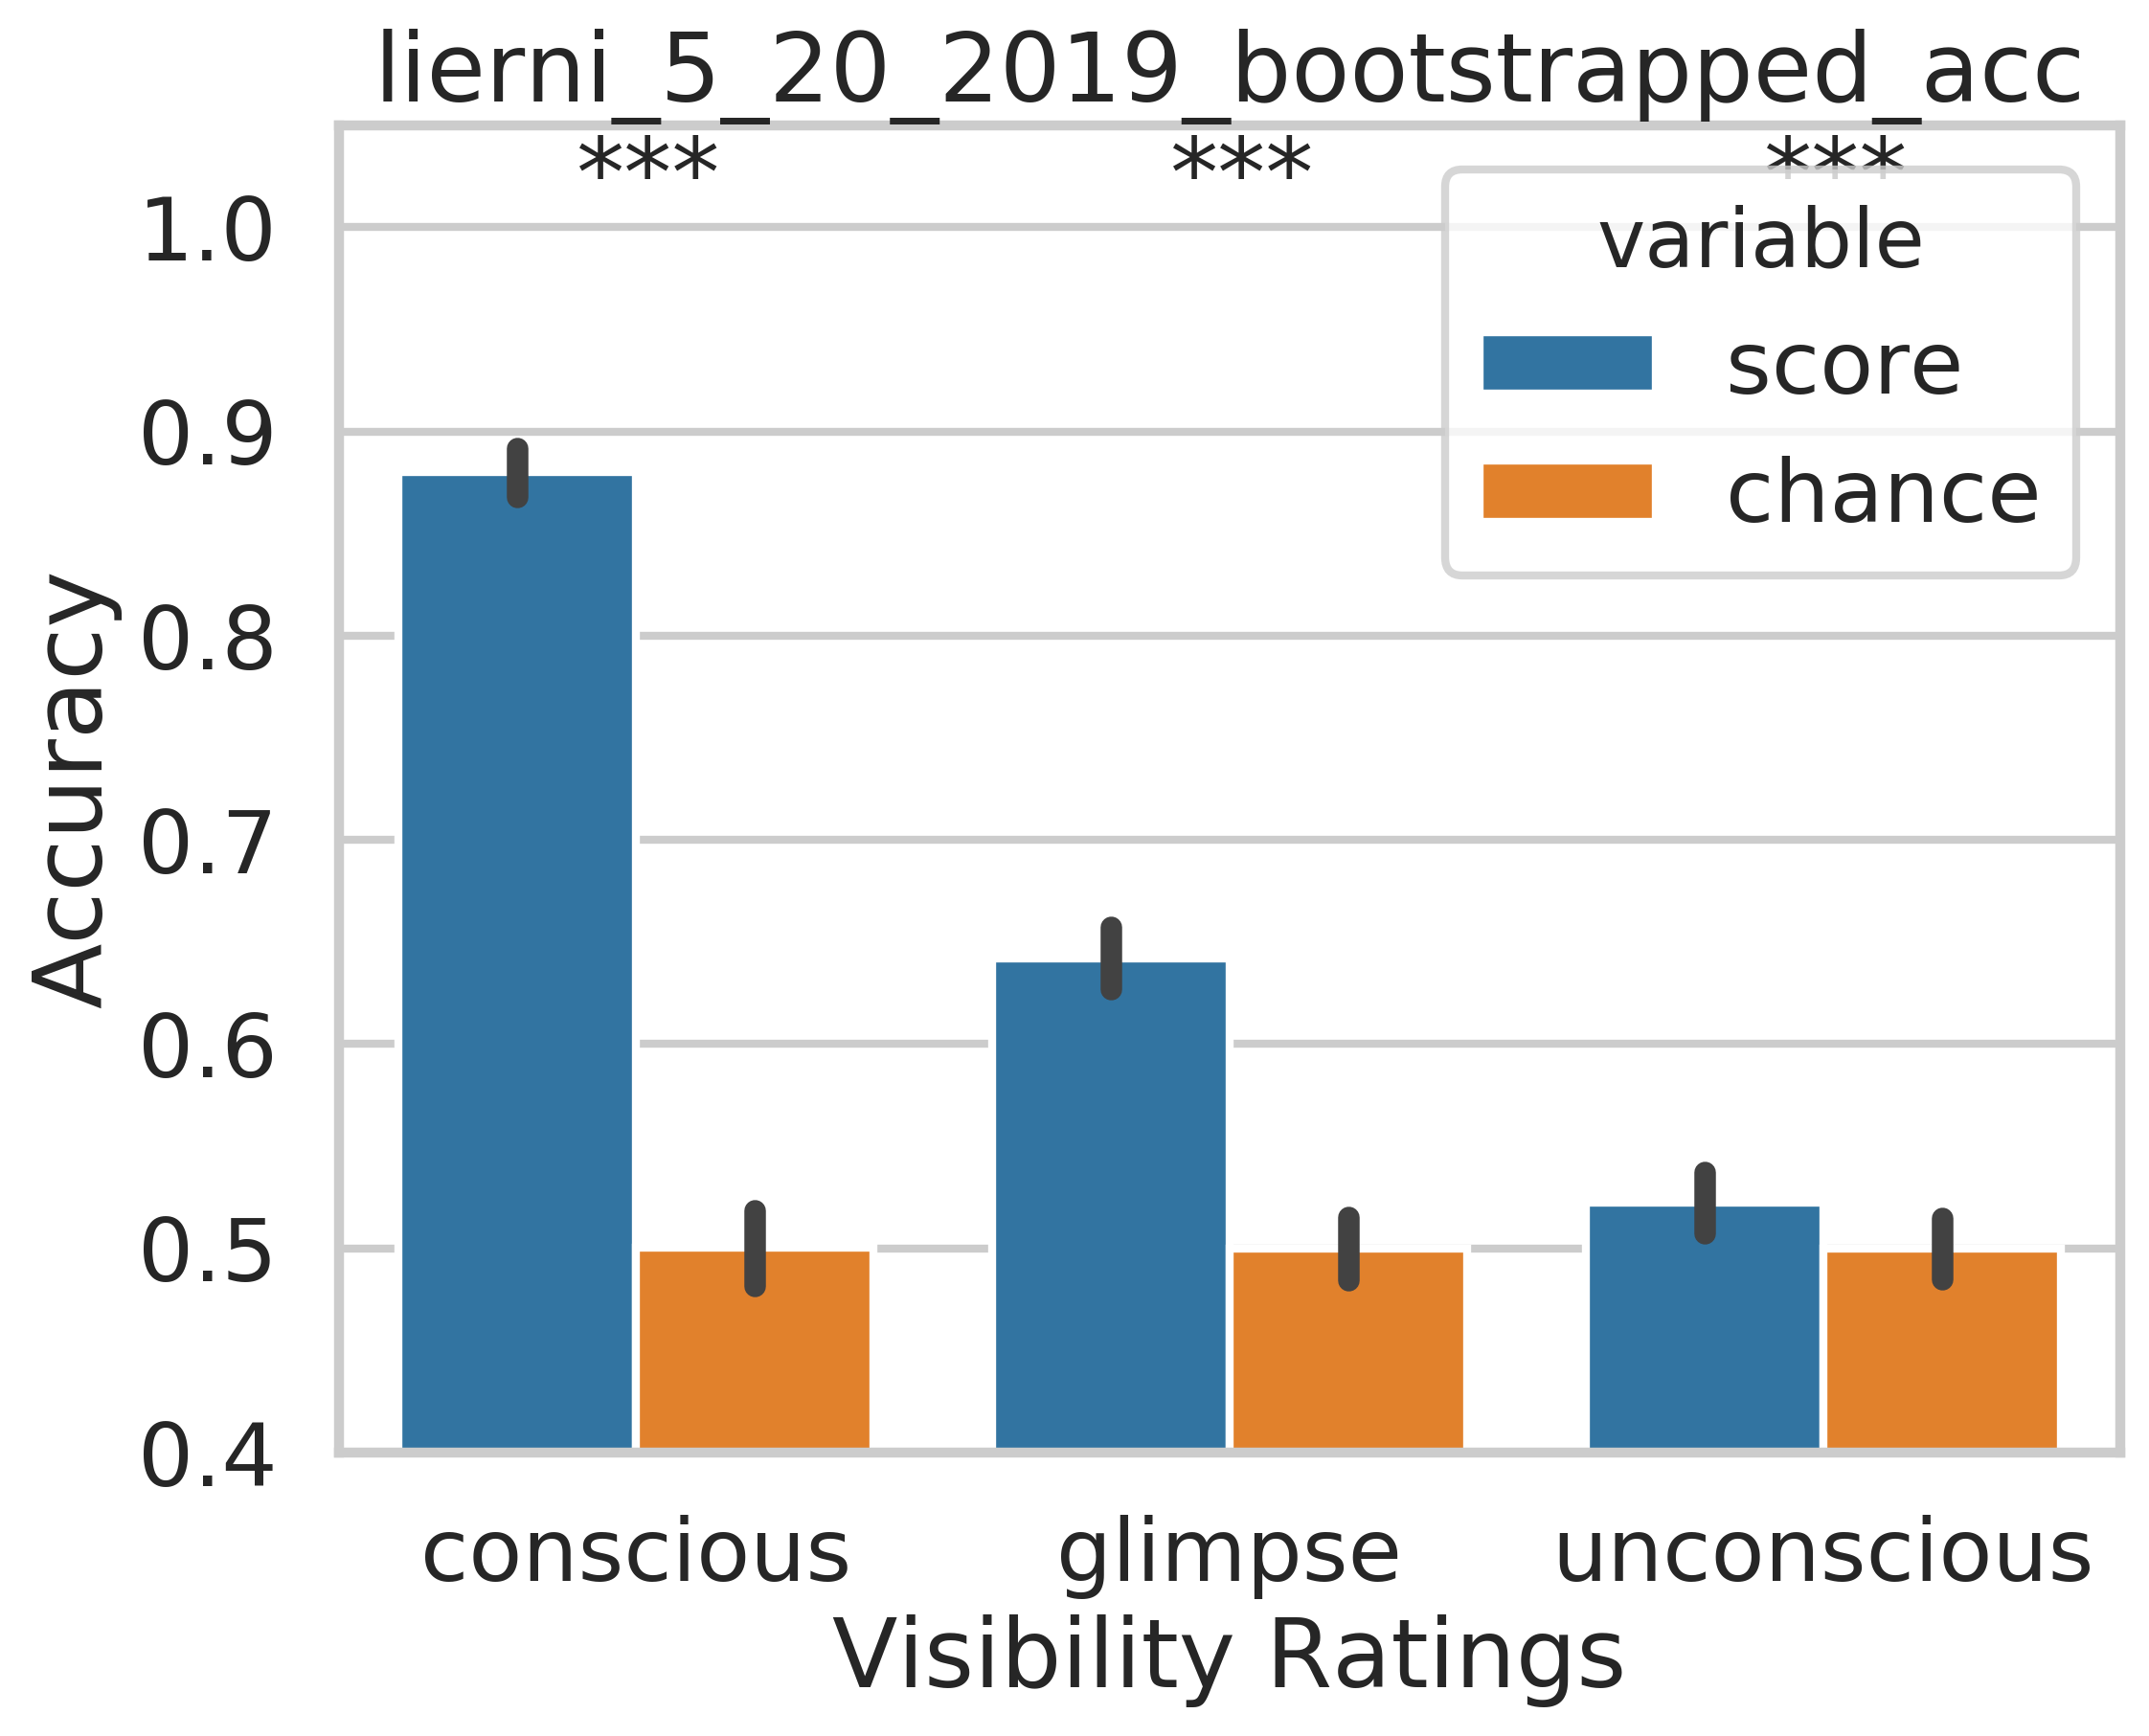 lierni_5_20_2019_bootstrapped_acc
*** *** ***
variable
score
chance
1.0
0.9
0.8
0.7
0.6
0.5
0.4
Accuracy
conscious glimpse unconscious
Visibility Ratings